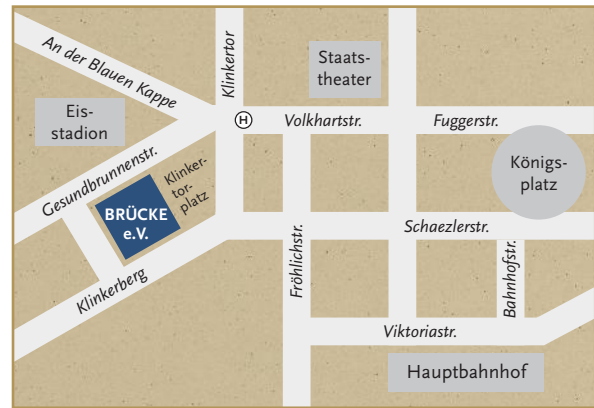 An der Blauen Kappe
Klinkertor
Staats-
theater
Eis-
stadion
H
Volkhartstr.
Fuggerstr.
Gesundbrunnenstr.
Klinker-
tor-
platz
Königs-
platz
BRÜCKE
e.V.
Schaezlerstr.
Fröhlichstr.
Bahnhofstr.
Klinkerberg
Viktoriastr.
Hauptbahnhof